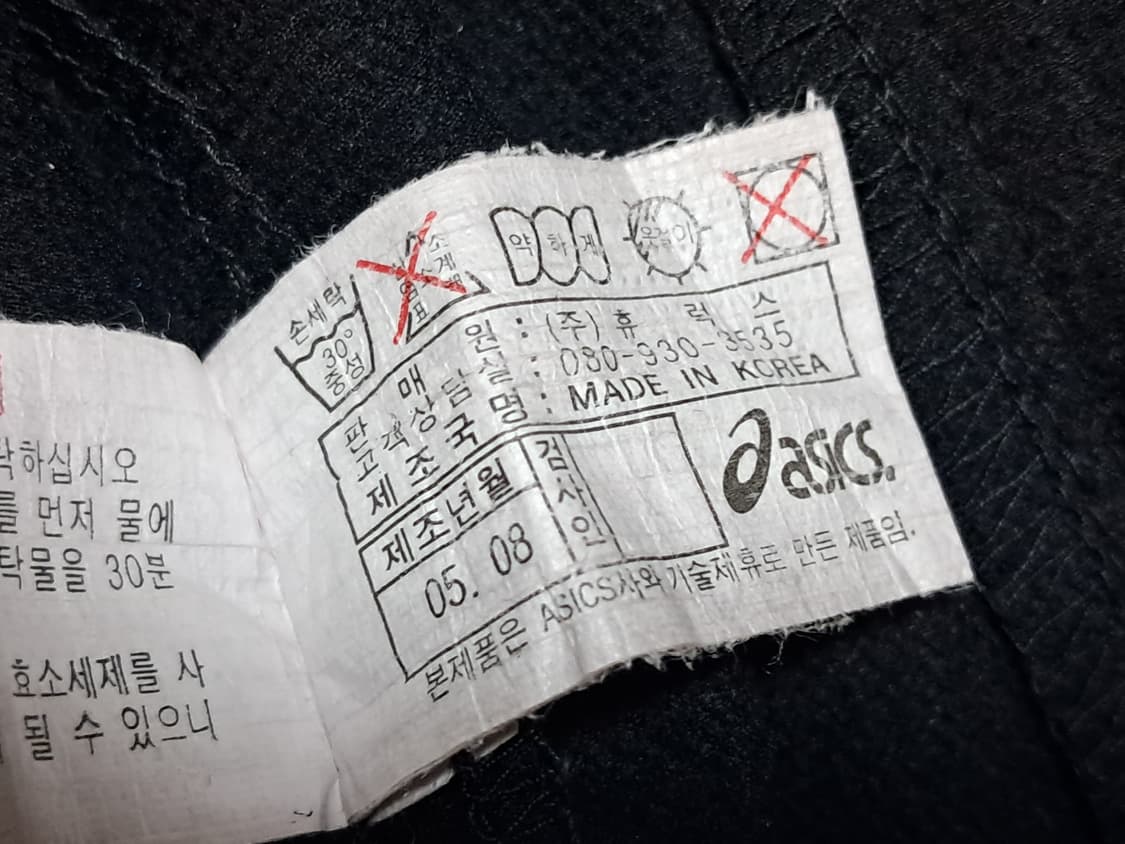 탁하십시오
를 먼저 물에
탁물을 30분
효소세제를 사
될 수 있으니
손세탁
30°
중성
약하게
옷걸이
판매원 : (주)휴럭스
고객상담실 : 080-930-3535
제조국명 : MADE IN KOREA
제조년월
05. 08
검사인
asics
본제품은 ASICS사와 기술제휴로 만든 제품임.